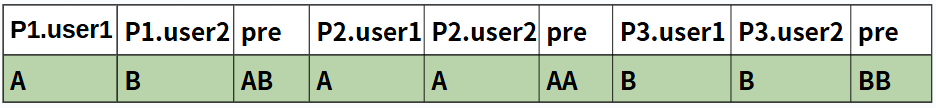 P1.user1 P1.user2 pre P2.user1 P2.user2 pre P3.user1 P3.user2 pre
A B AB A A AA B B BB